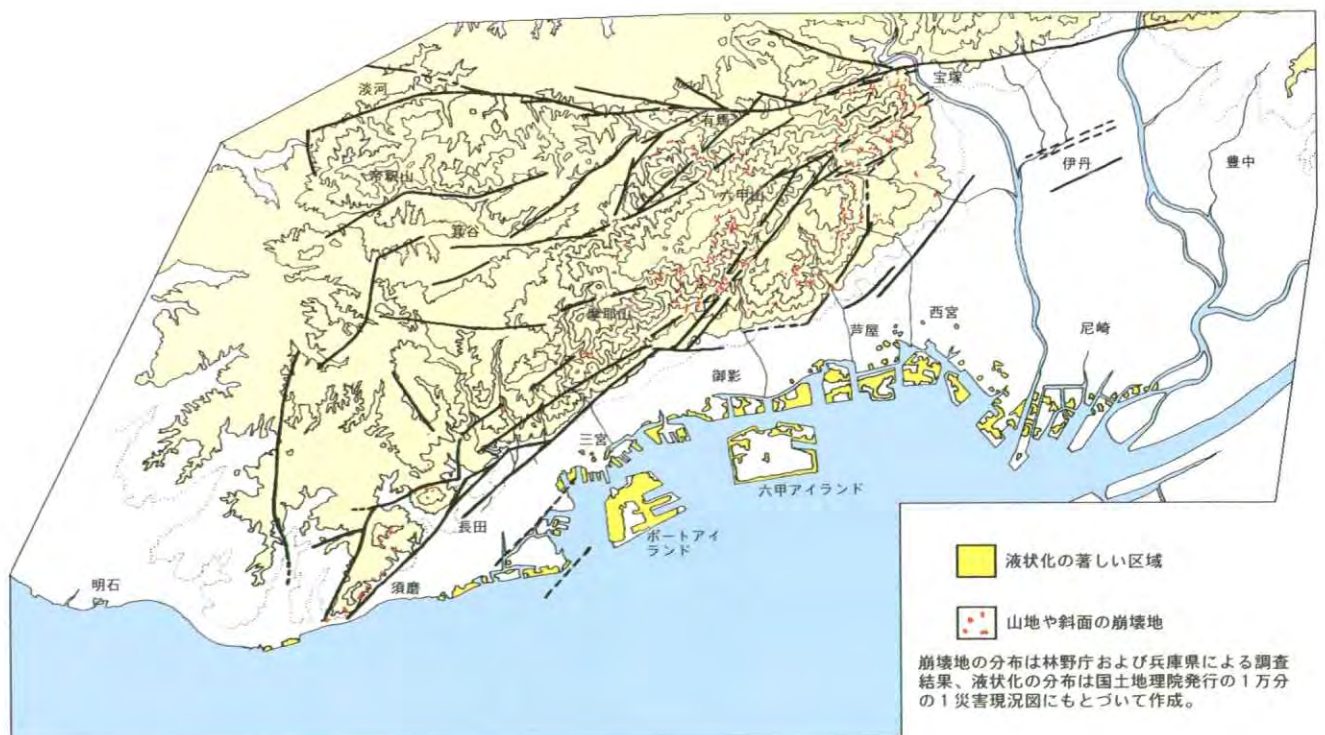 淡河
有馬
宝塚
帝釈山
六甲山
伊丹
豊中
箕谷
摩耶山
芦屋
西宮
尼崎
御影
三宮
六甲アイランド
長田
ポートアイ
ランド
明石
須磨
液状化の著しい区域
山地や斜面の崩壊地
崩壊地の分布は林野庁および兵庫県による調査
結果、液状化の分布は国土地理院発行の１万分
の１災害現況図にもとづいて作成。